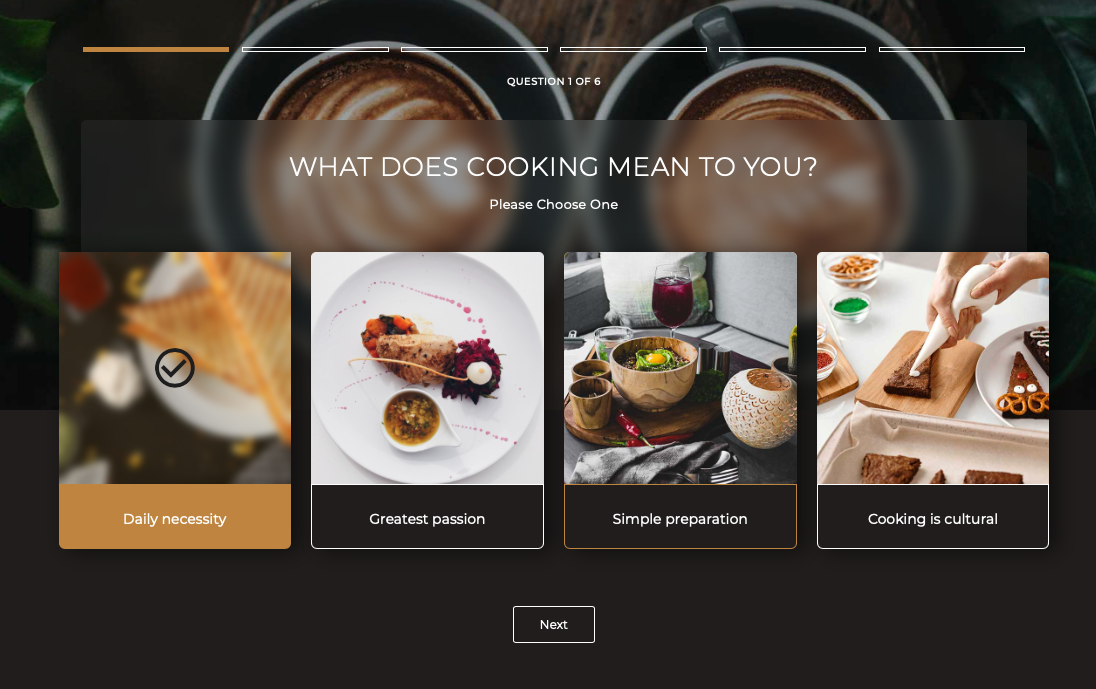 QUESTION 1 OF 6
WHAT DOES COOKING MEAN TO YOU?
Please Choose One
Daily necessity
Greatest passion
Simple preparation
Cooking is cultural
Next